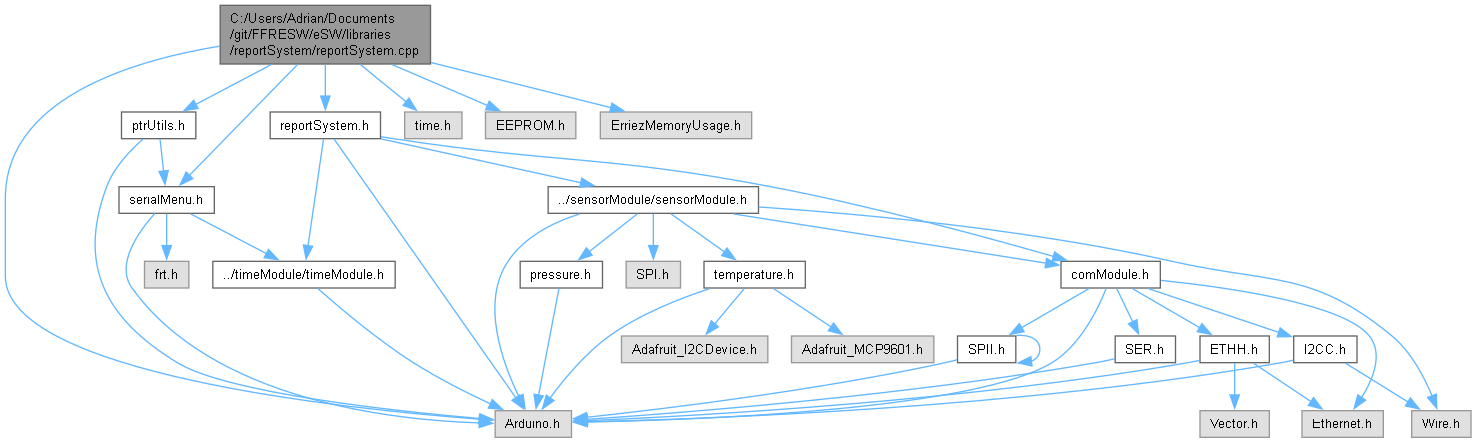 C:/Users/Adrian/Documents
/git/FFRESW/eSW/libraries
/reportSystem/reportSystem.cpp
ptrUtils.h
reportSystem.h
time.h
EEPROM.h
ErriezMemoryUsage.h
serialMenu.h
../sensorModule/sensorModule.h
frt.h
../timeModule/timeModule.h
pressure.h
SPI.h
temperature.h
comModule.h
Adafruit_I2CDevice.h
Adafruit_MCP9601.h
SPII.h
SER.h
ETHH.h
I2CC.h
Arduino.h
Vector.h
Ethernet.h
Wire.h